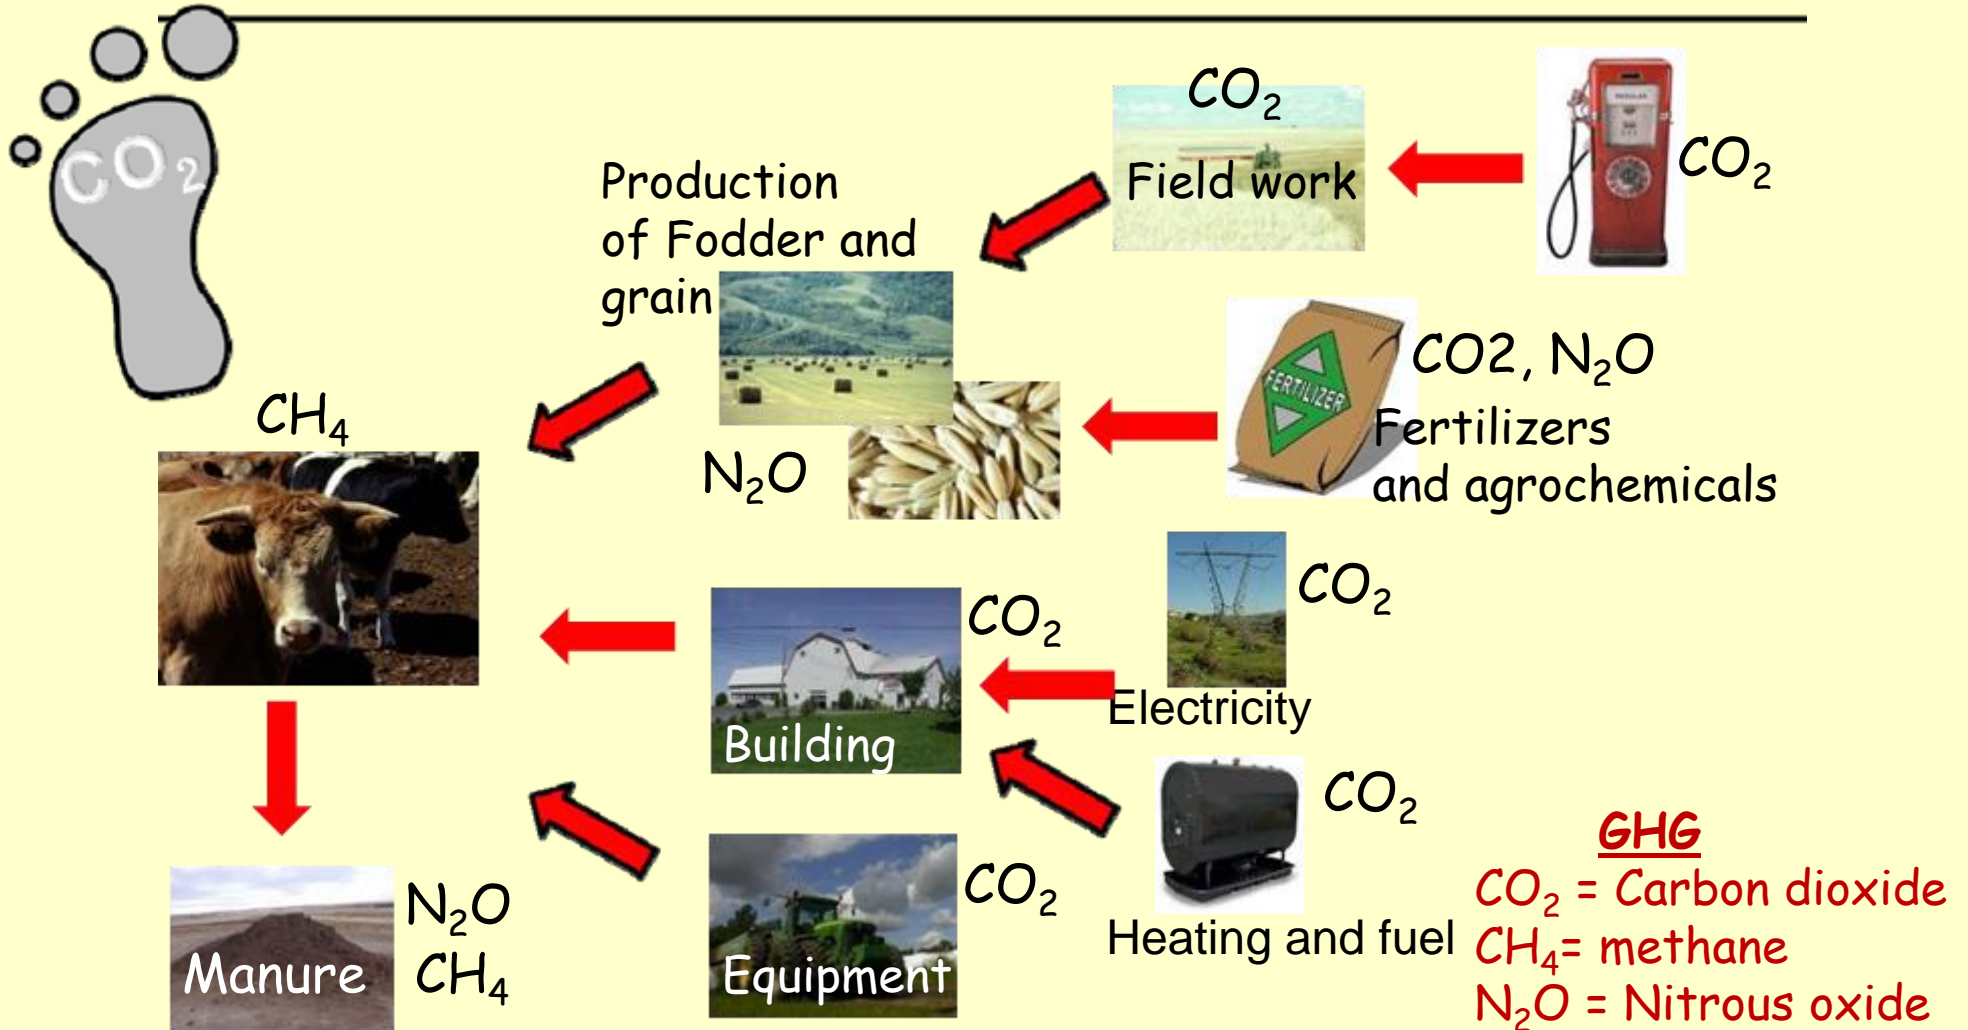 CO₂
CO₂
Field work
CO₂
Production
of Fodder and
grain
N₂O
FERTILIZER
CO2, N₂O
Fertilizers
and agrochemicals
CH₄
CO₂
Building
CO₂
Electricity
CO₂
Heating and fuel
CO₂
Equipment
Manure
N₂O
CH₄
GHG
CO₂ = Carbon dioxide
CH₄= methane
N₂O = Nitrous oxide